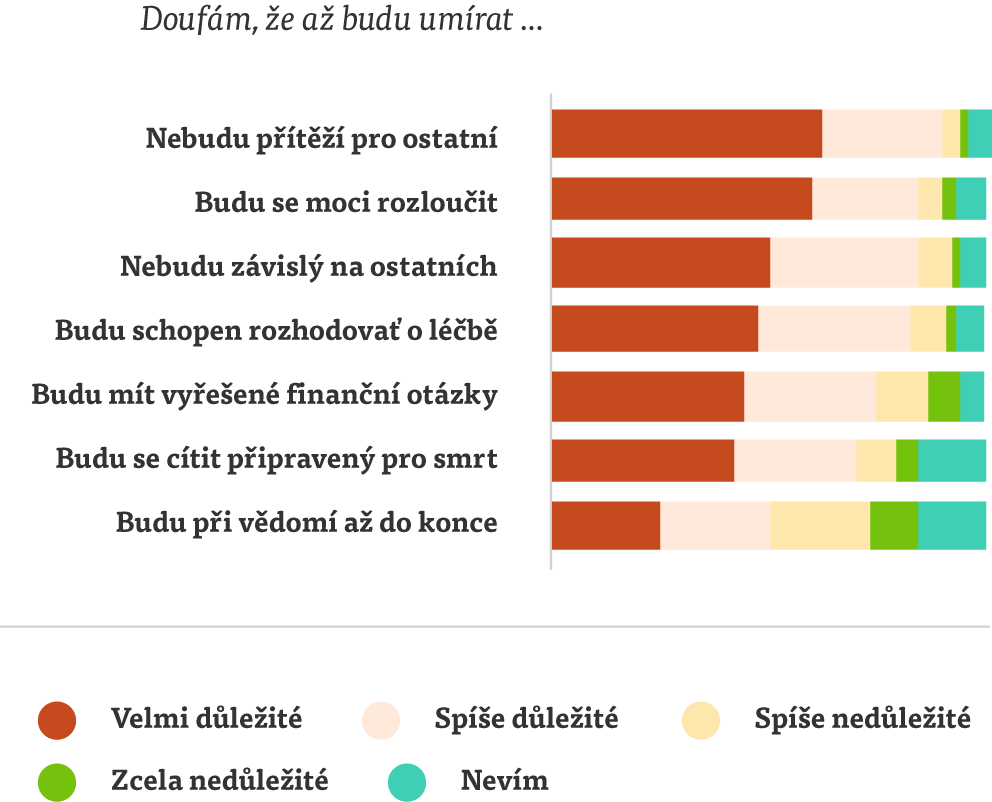 Doufám, že až budu umírat ...
Nebudu přítěží pro ostatní
Budu se moci rozloučit
Nebudu závislý na ostatních
Budu schopen rozhodovať o léčbě
Budu mít vyřešené finanční otázky
Budu se cítit připravený pro smrt
Budu při vědomí až do konce
Velmi důležité
Spíše důležité
Spíše nedůležité
Zcela nedůležité
Nevím